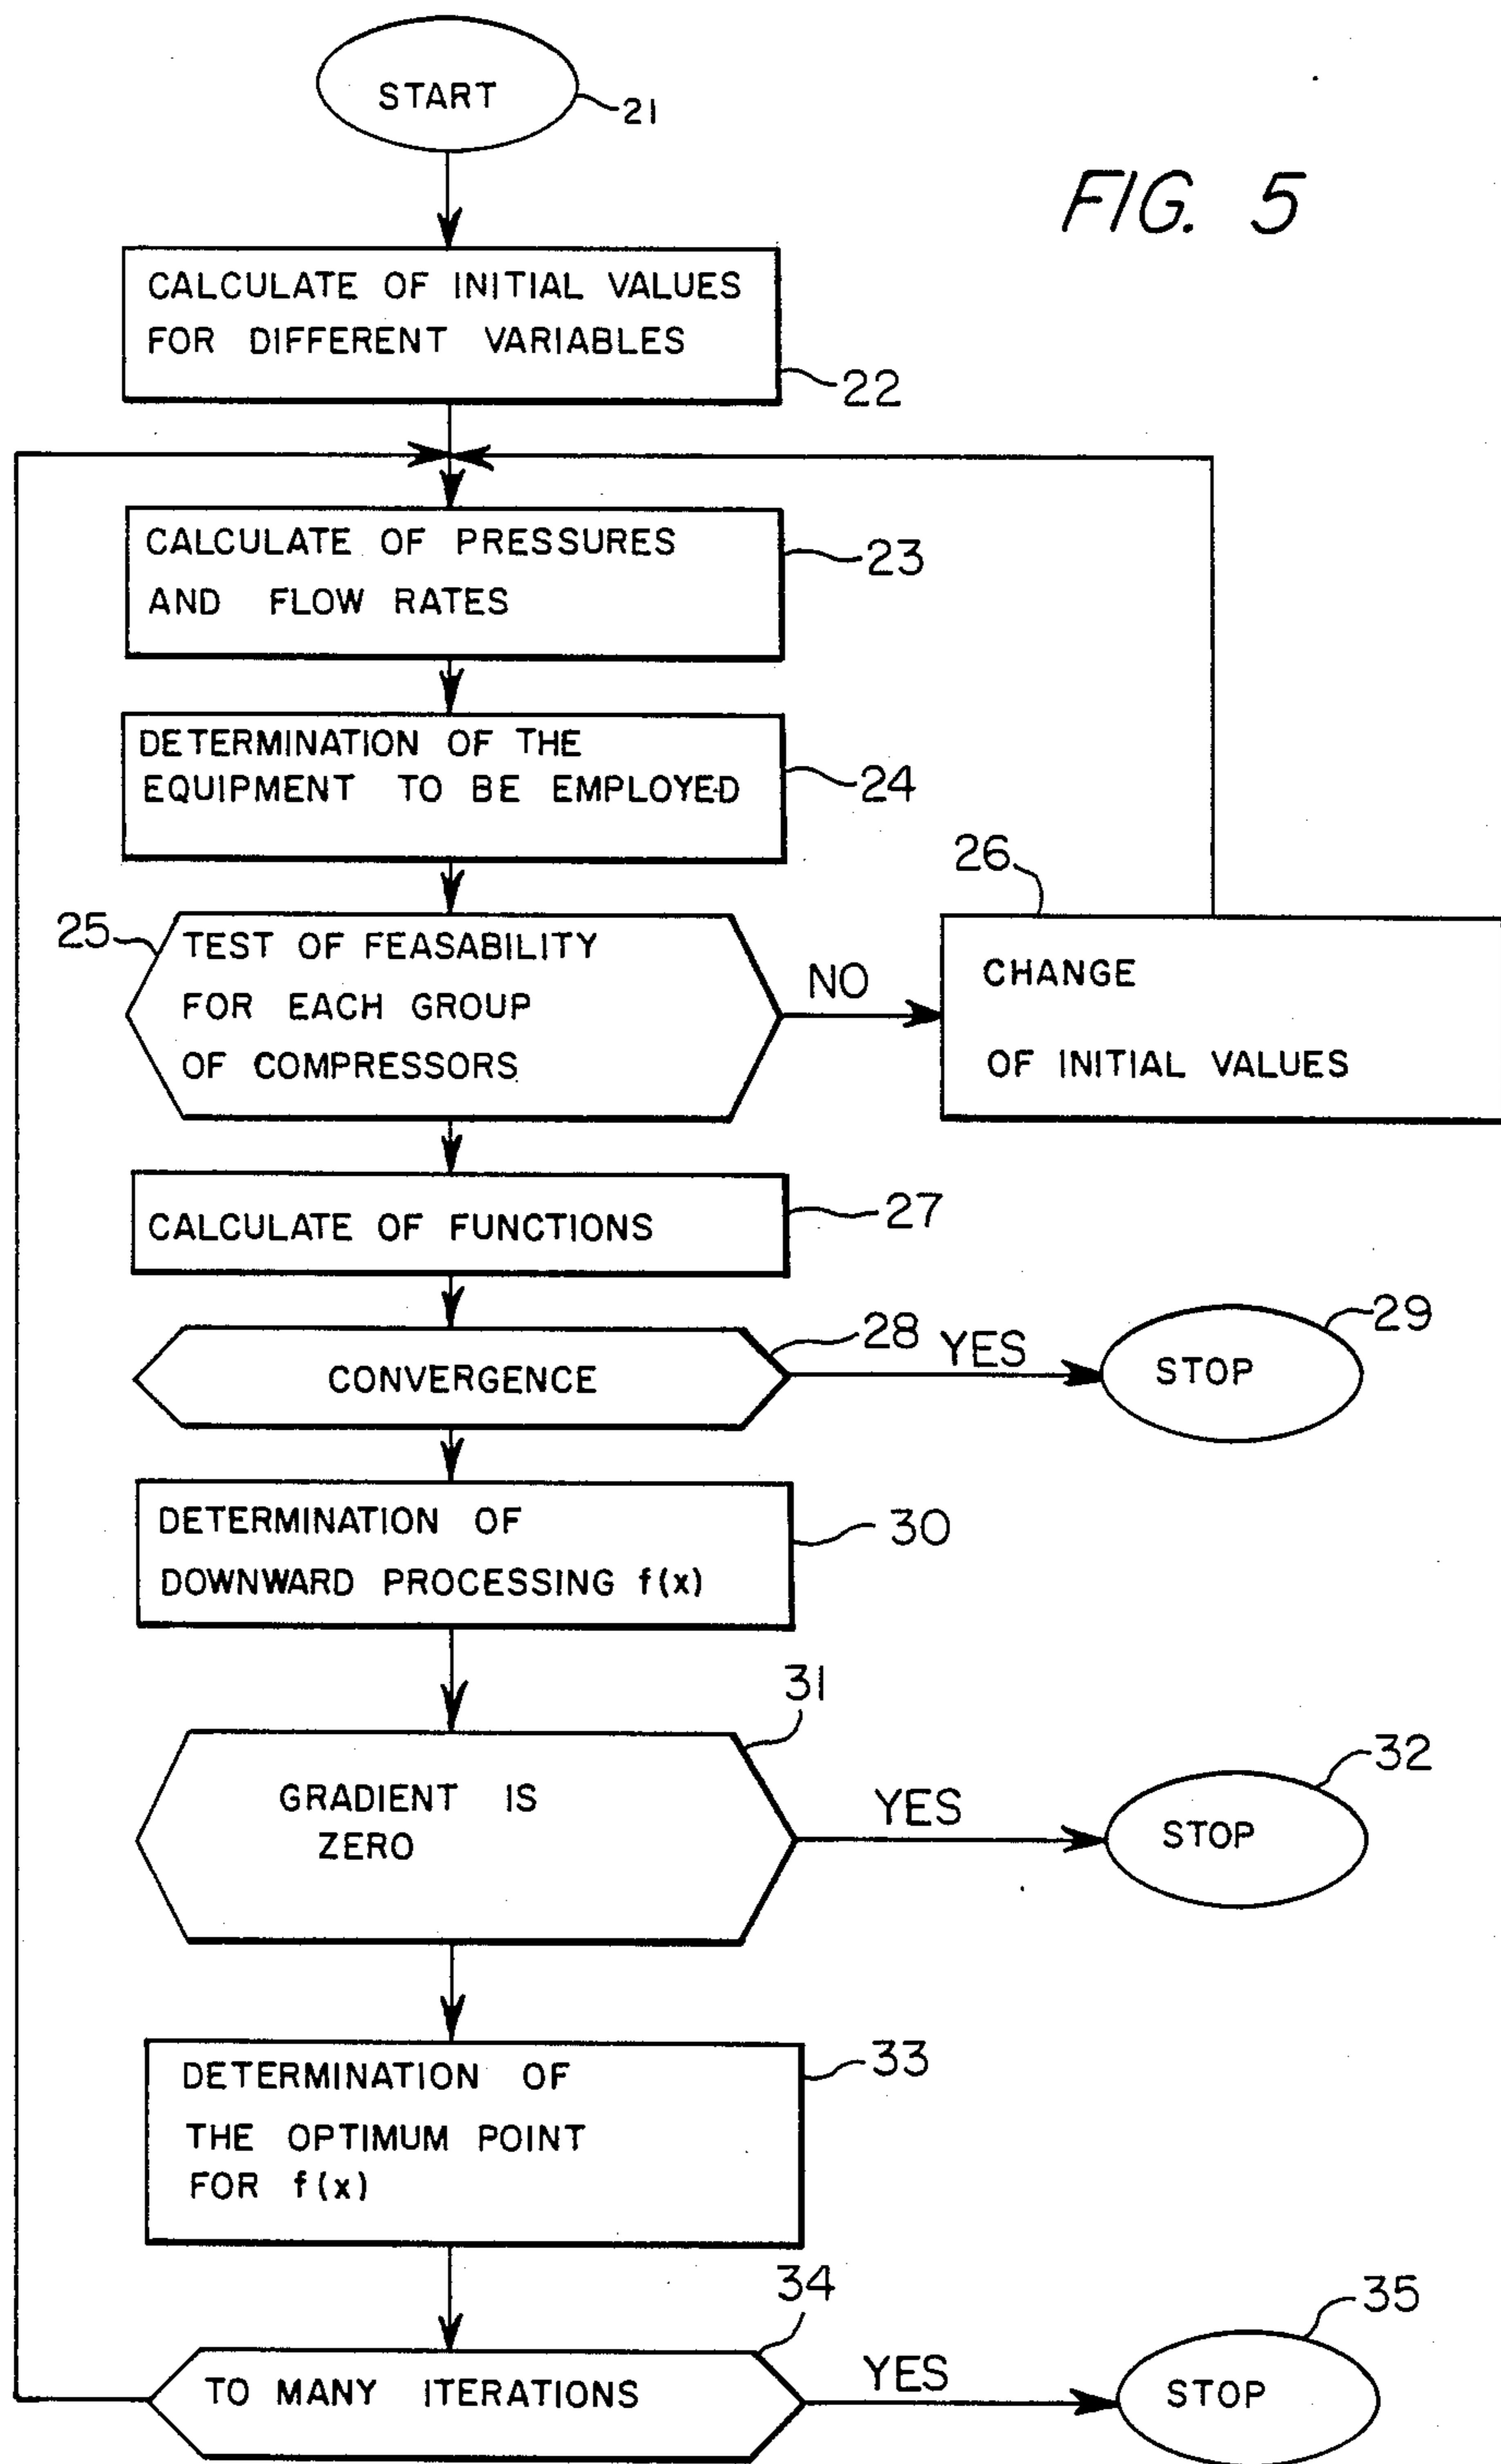 START
21
FIG. 5
CALCULATE OF INITIAL VALUES
FOR DIFFERENT VARIABLES
22
CALCULATE OF PRESSURES
AND FLOW RATES
23
DETERMINATION OF THE
EQUIPMENT TO BE EMPLOYED
24
25
TEST OF FEASABILITY
FOR EACH GROUP
OF COMPRESSORS
NO
26
CHANGE
OF INITIAL VALUES
CALCULATE OF FUNCTIONS
27
CONVERGENCE
28
YES
STOP
29
DETERMINATION OF
DOWNWARD PROCESSING f(x)
30
GRADIENT IS
ZERO
31
YES
STOP
32
DETERMINATION OF
THE OPTIMUM POINT
FOR f(x)
33
TO MANY ITERATIONS
34
YES
STOP
35